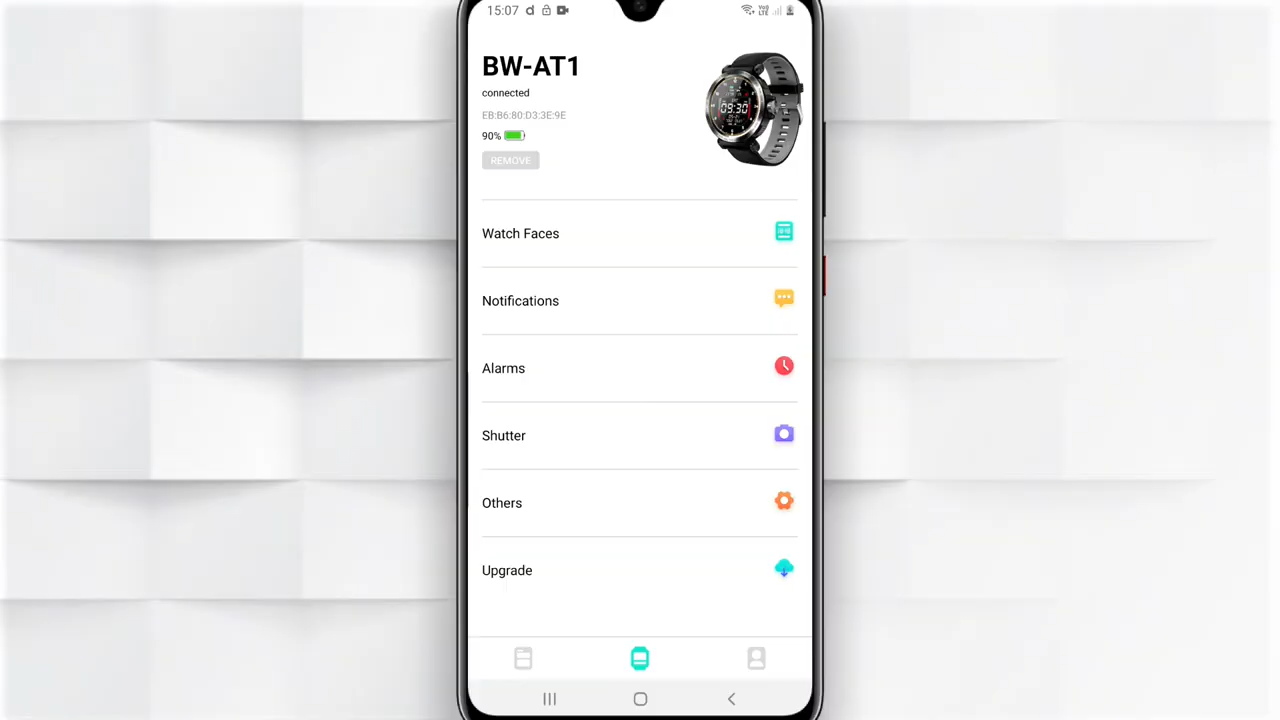 15:07
BW-AT1
connected
EB:B6:80:D3:3E:9E
90%
REMOVE
09:30
Watch Faces
Notifications
Alarms
Shutter
Others
Upgrade